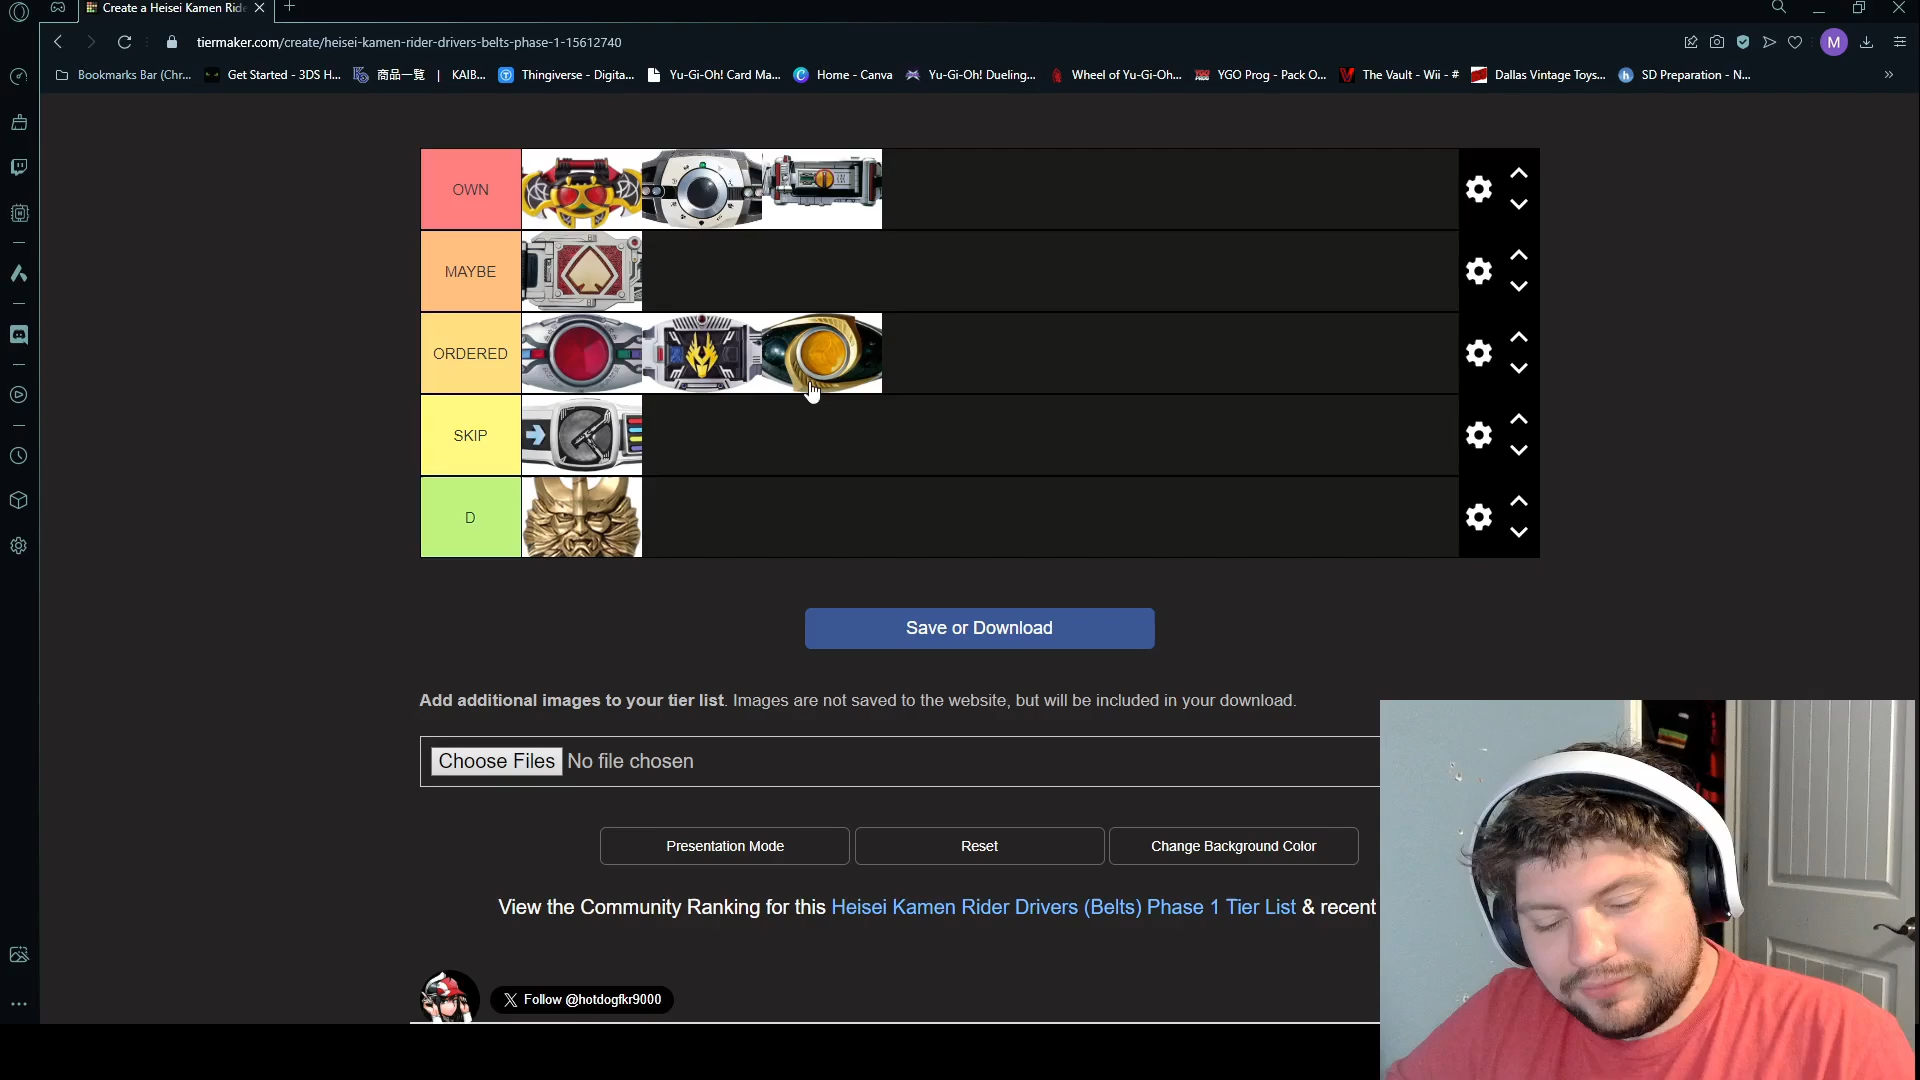 Create a Heisei Kamen Ride
tiermaker.com/create/heisei-kamen-rider-drivers-belts-phase-1-15612740
M
Bookmarks Bar (Chr... Get Started - 3DS H... 商品一覧 | KAIB... Thingiverse - Digita... Yu-Gi-Oh! Card Ma... Home - Canva Yu-Gi-Oh! Dueling... Wheel of Yu-Gi-Oh... YGO Prog - Pack O... The Vault - Wii - # Dallas Vintage Toys... SD Preparation - N...
OWN
MAYBE
ORDERED
SKIP
D
Save or Download
Add additional images to your tier list. Images are not saved to the website, but will be included in your download.
Choose Files No file chosen
Presentation Mode Reset Change Background Color
View the Community Ranking for this Heisei Kamen Rider Drivers (Belts) Phase 1 Tier List & recent
X Follow @hotdogfkr9000